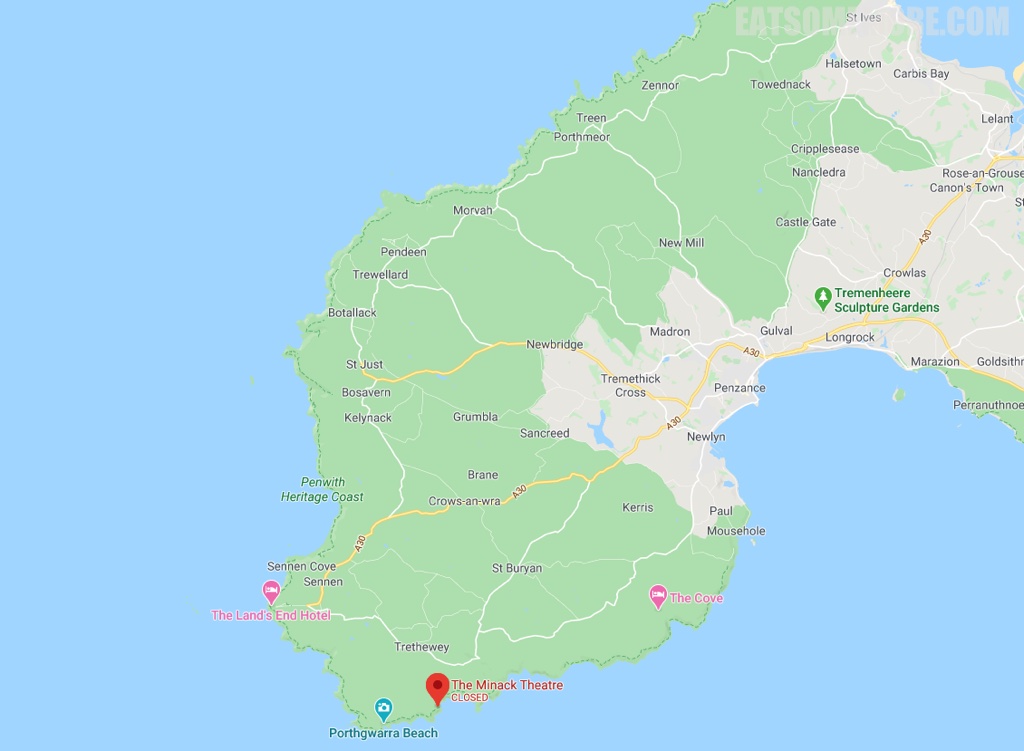 EATSOMEWHERE.COM
St Ives
Halsetown
Carbis Bay
Zennor
Towednack
Treen
Lelant
Porthmeor
Cripplesease
Nancledra
Rose-an-Grouse
Canon's Town
St
Morvah
Castle Gate
A30
New Mill
Pendeen
Trewellard
Crowlas
Tremenheere
Sculpture Gardens
Botallack
Madron
Gulval
Longrock
Newbridge
A30
St Just
Marazion
Goldsith
Tremethick
Cross
Penzance
Bosavern
Perranuthnoe
Kelynack
Grumbla
A30
Sancreed
Newlyn
Brane
Penwith
Heritage Coast
A30
Crows-an-wra
Kerris
Paul
Mousehole
A30
Sennen Cove
St Buryan
Sennen
The Cove
The Land's End Hotel
Trethewey
The Minack Theatre
CLOSED
Porthgwarra Beach